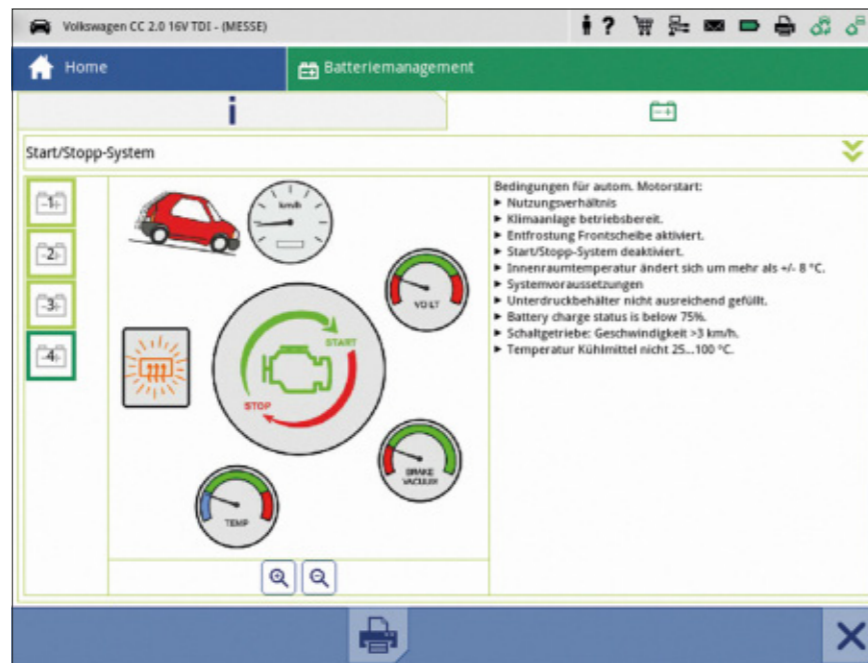 Volkswagen CC 2.0 16V TDI - (MESSE)
?
Home
Batteriemanagement
i
Start/Stopp-System
-1+
-2+
-3+
-4+
km/h
VOLT
START
STOP
BRAKE
VACUUM
TEMP
Bedingungen für autom. Motorstart:
► Nutzungsverhältnis
► Klimaanlage betriebsbereit.
► Entfrostung Frontscheibe aktiviert.
► Start/Stopp-System deaktiviert.
► Innenraumtemperatur ändert sich um mehr als +/- 8 °C.
► Systemvoraussetzungen
► Unterdruckbehälter nicht ausreichend gefüllt.
► Battery charge status is below 75%.
► Schaltgetriebe: Geschwindigkeit >3 km/h.
► Temperatur Kühlmittel nicht 25...100 °C.